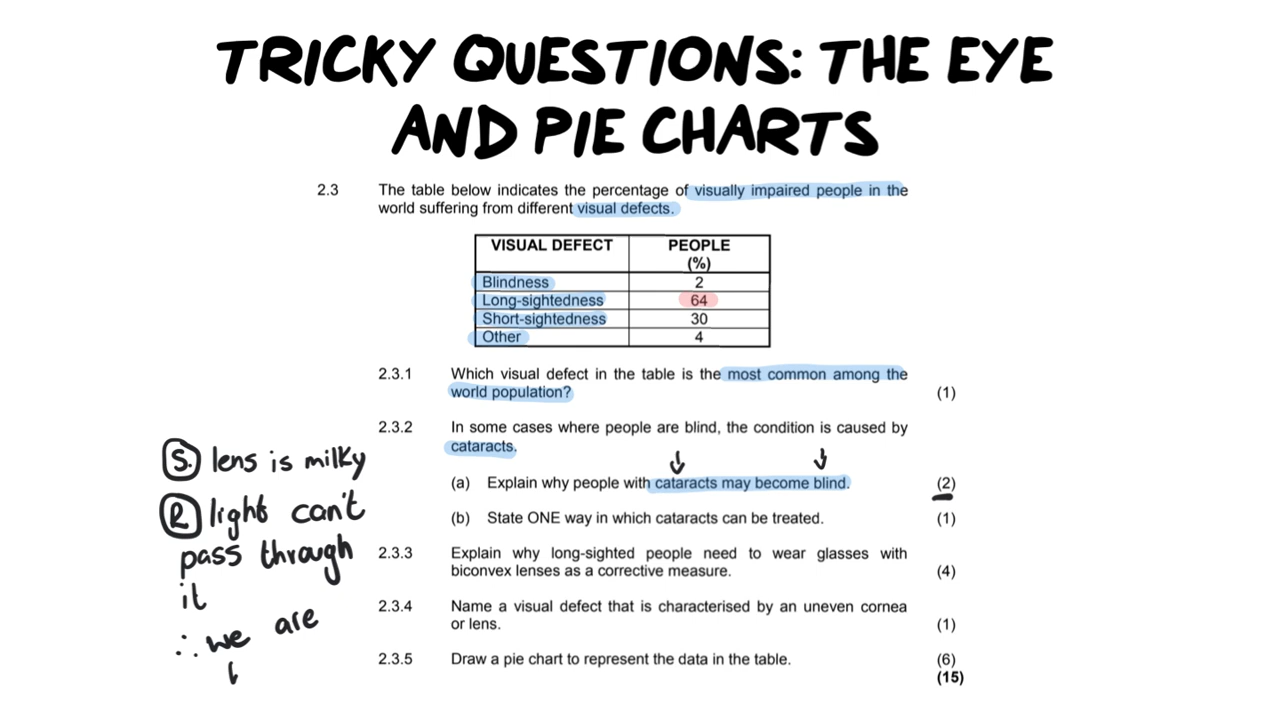 TRICKY QUESTIONS: THE EYE
AND PIE CHARTS
2.3 The table below indicates the percentage of visually impaired people in the
world suffering from different visual defects.
VISUAL DEFECT PEOPLE
(%)
Blindness 2
Long-sightedness 64
Short-sightedness 30
Other 4
2.3.1 Which visual defect in the table is the most common among the
world population? (1)
2.3.2 In some cases where people are blind, the condition is caused by
cataracts.
(a) Explain why people with cataracts may become blind. (2)
(b) State ONE way in which cataracts can be treated. (1)
2.3.3 Explain why long-sighted people need to wear glasses with
biconvex lenses as a corrective measure. (4)
2.3.4 Name a visual defect that is characterised by an uneven cornea
or lens. (1)
2.3.5 Draw a pie chart to represent the data in the table. (6)
(15)
S. lens is milky
R light can't
pass through
it
∴ we are